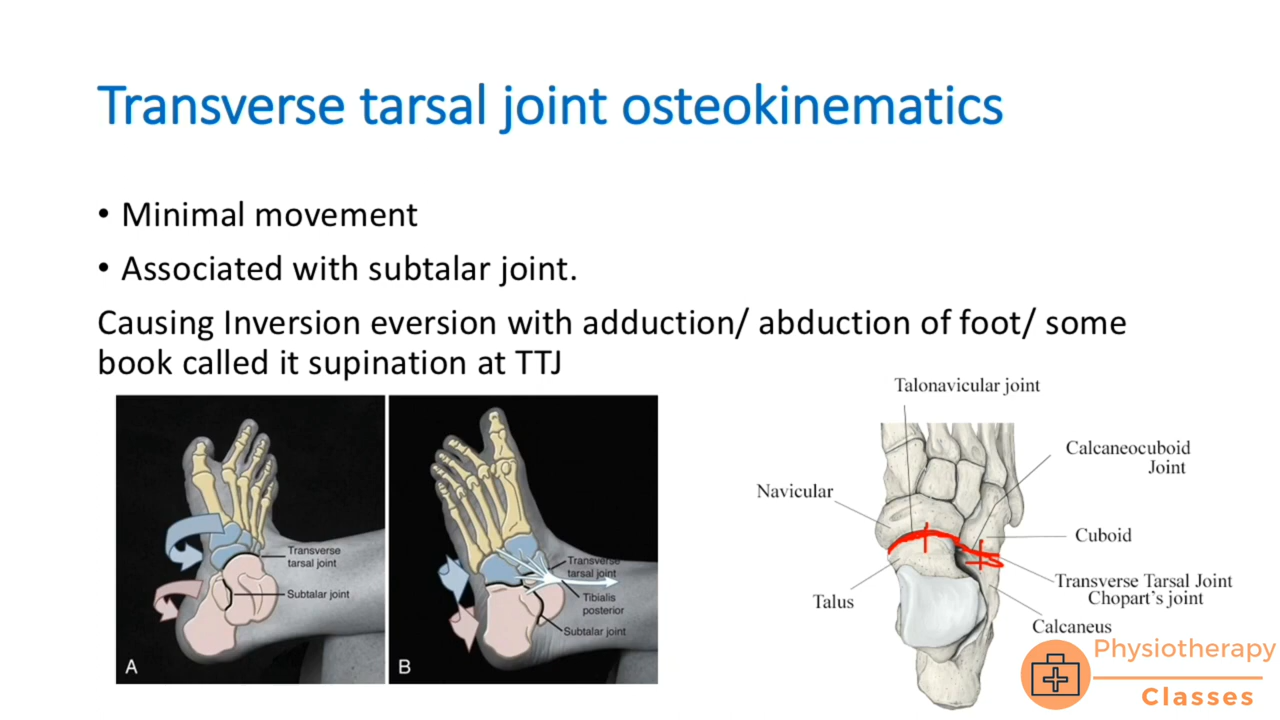 Transverse tarsal joint osteokinematics
• Minimal movement
• Associated with subtalar joint.
Causing Inversion eversion with adduction/ abduction of foot/ some
book called it supination at TTJ
Transverse
tarsal joint
Subtalar joint
A
Transverse
tarsal joint
Tibialis
posterior
Subtalar joint
B
Talonavicular joint
Calcaneocuboid
Joint
Navicular
Cuboid
Transverse Tarsal Joint
Chopart's joint
Talus
Calcaneus
Physiotherapy
Classes